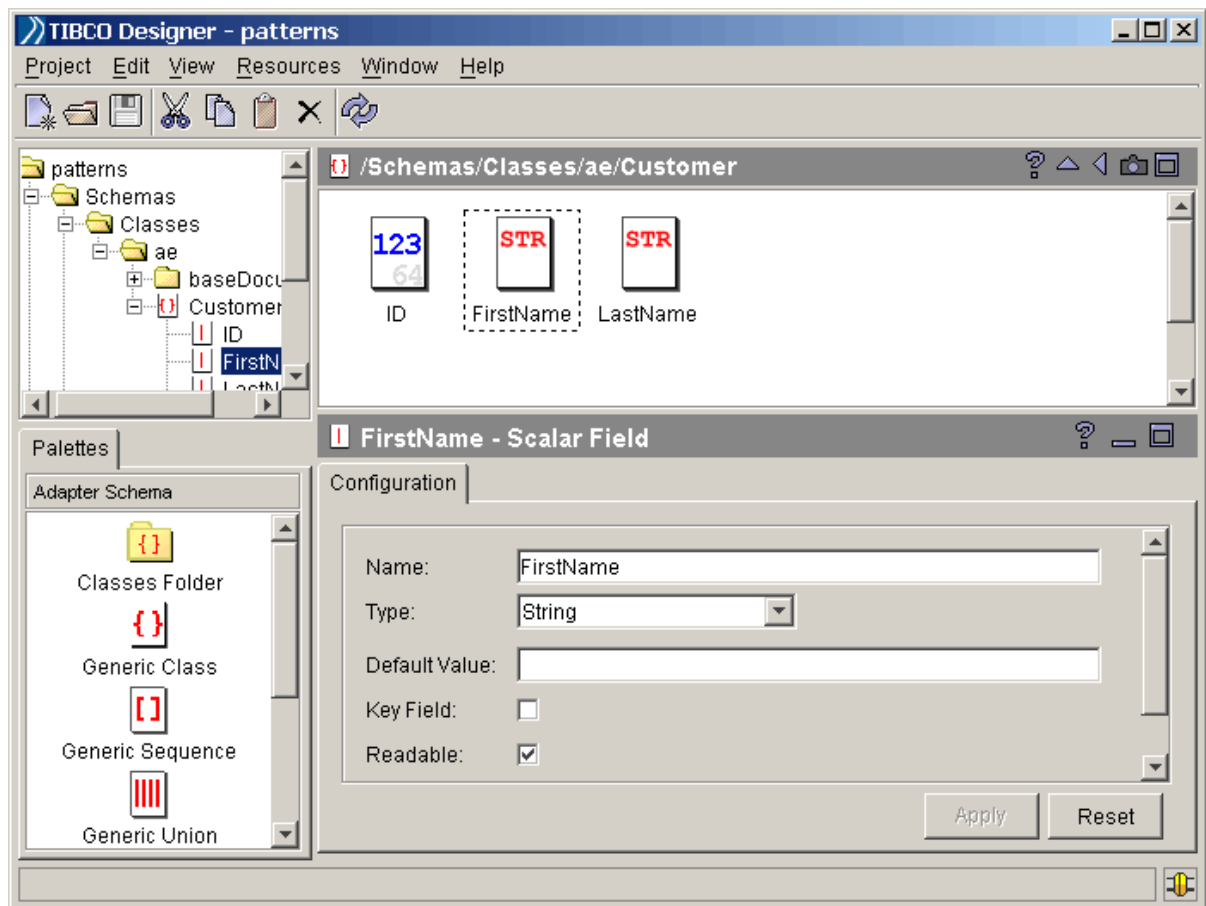 TIBCO Designer - patterns
Project Edit View Resources Window Help
patterns
Schemas
Classes
ae
baseDocu
Customer
ID
FirstN
LastN
/Schemas/Classes/ae/Customer
123
64
STR
STR
ID
FirstName
LastName
Palettes
Adapter Schema
Classes Folder
Generic Class
Generic Sequence
Generic Union
FirstName - Scalar Field
Configuration
Name: FirstName
Type: String
Default Value:
Key Field:
Readable:
Apply Reset